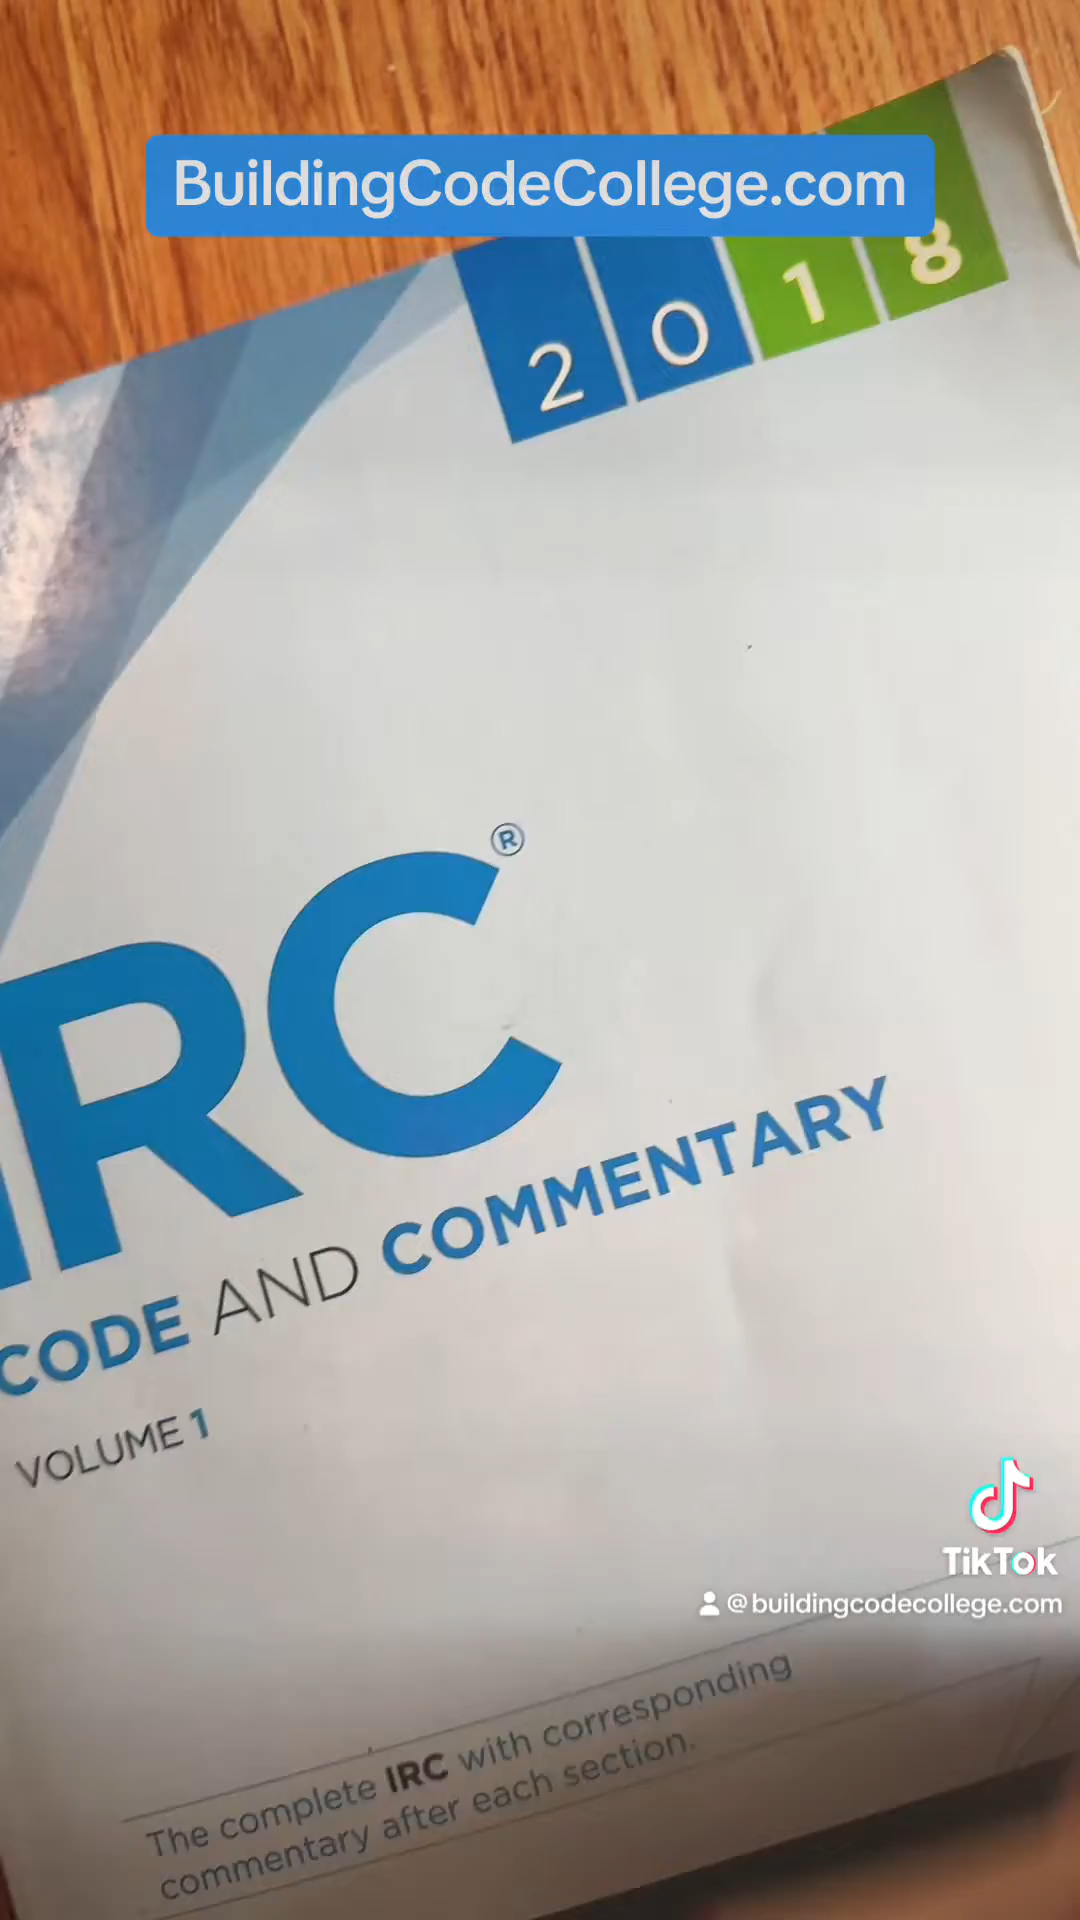 BuildingCodeCollege.com
2018
IRC®
CODE AND COMMENTARY
VOLUME 1
TikTok
@buildingcodecollege.com
The complete IRC with corresponding
commentary after each section.